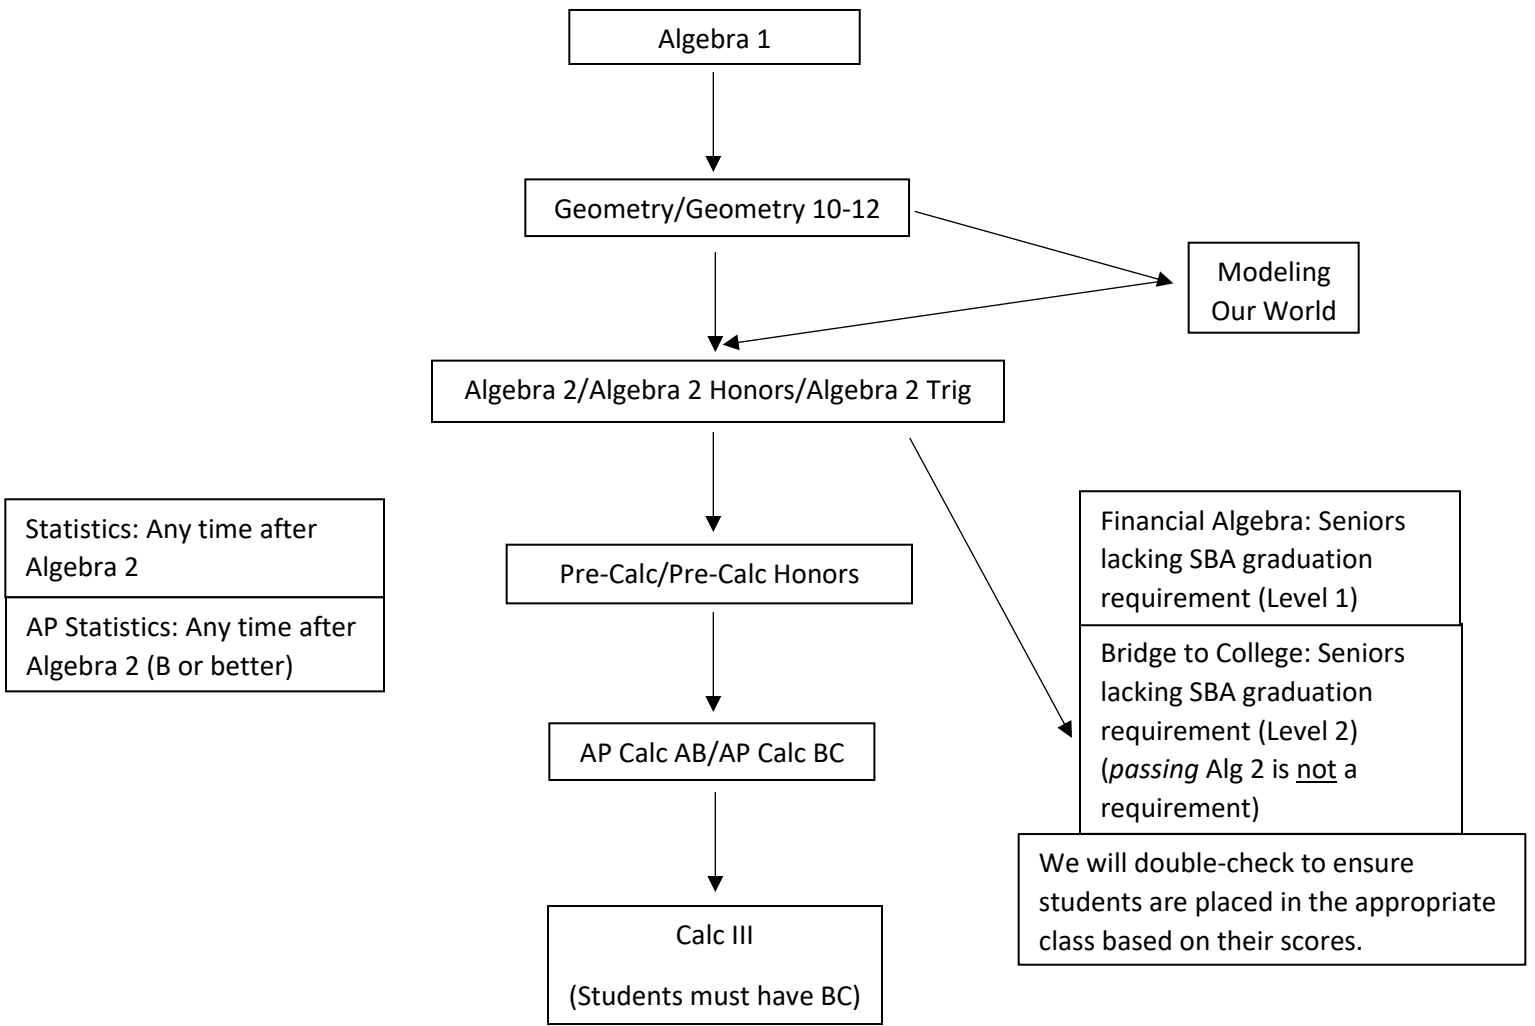 Algebra 1
Geometry/Geometry 10-12
Modeling
Our World
Algebra 2/Algebra 2 Honors/Algebra 2 Trig
Statistics: Any time after
Algebra 2
AP Statistics: Any time after
Algebra 2 (B or better)
Pre-Calc/Pre-Calc Honors
Financial Algebra: Seniors
lacking SBA graduation
requirement (Level 1)
Bridge to College: Seniors
lacking SBA graduation
requirement (Level 2)
(passing Alg 2 is not a
requirement)
We will double-check to ensure
students are placed in the appropriate
class based on their scores.
AP Calc AB/AP Calc BC
Calc III
(Students must have BC)